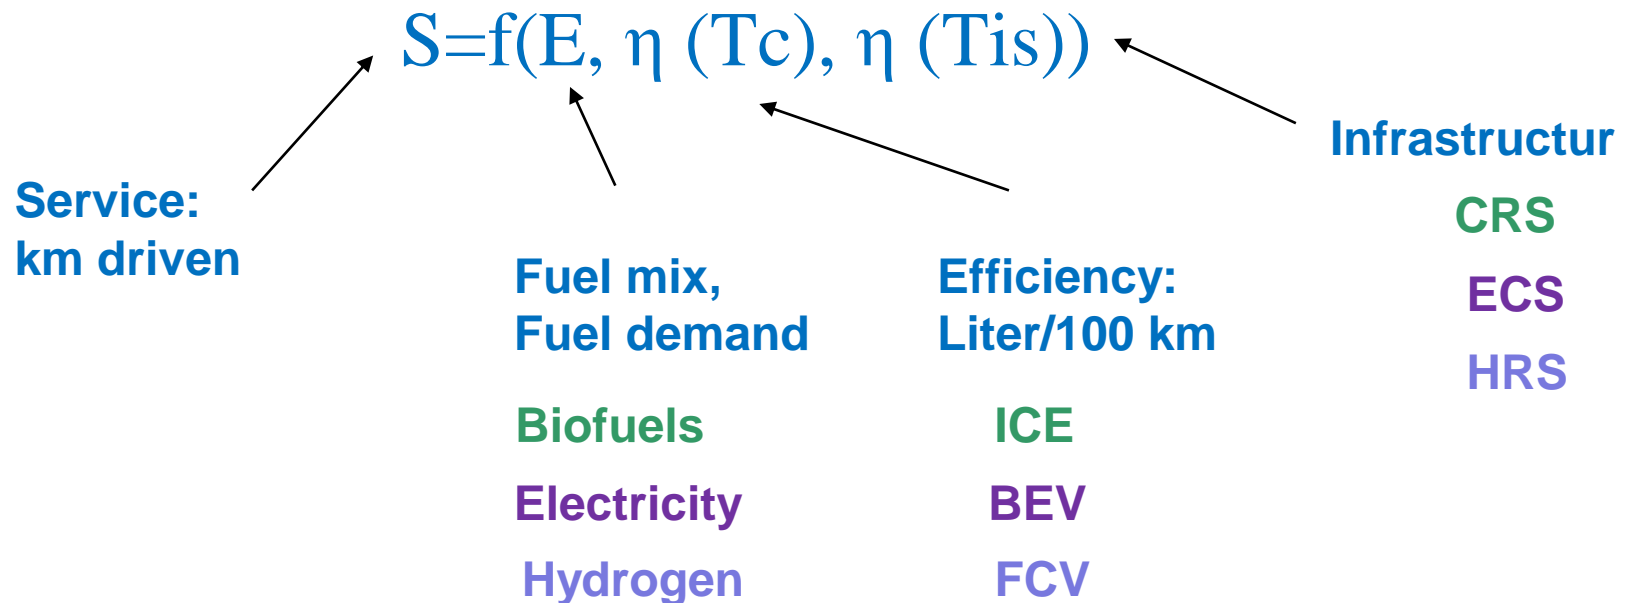 S=f(E, η (Tc), η (Tis))
Service:
km driven
Fuel mix,
Fuel demand
Biofuels
Electricity
Hydrogen
Efficiency:
Liter/100 km
ICE
BEV
FCV
Infrastructur
CRS
ECS
HRS